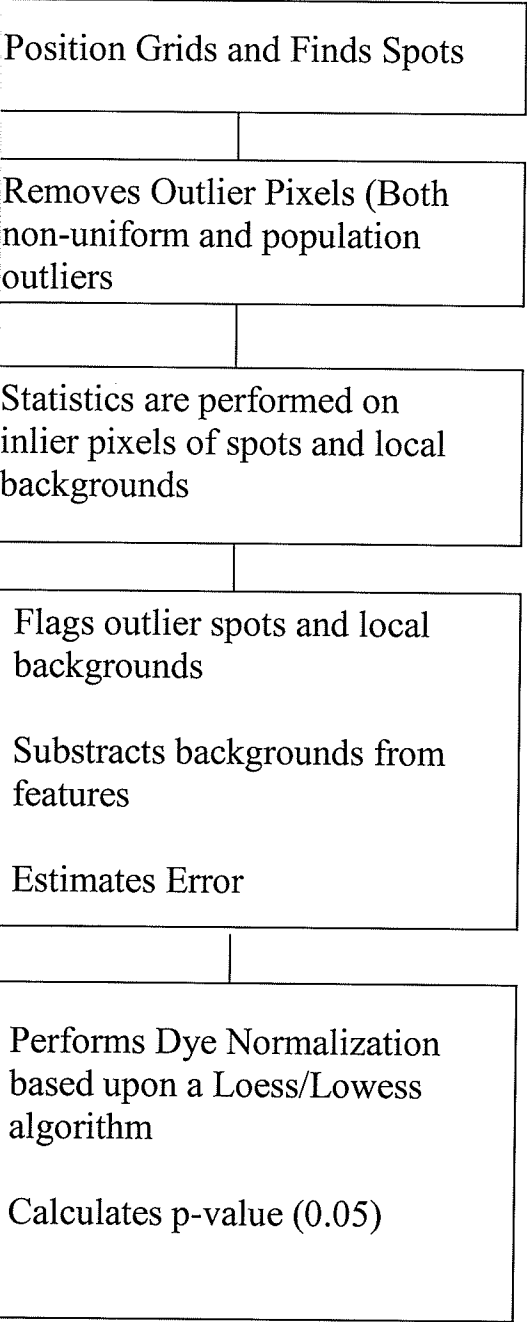 Position Grids and Finds Spots
Removes Outlier Pixels (Both
non-uniform and population
outliers
Statistics are performed on
inlier pixels of spots and local
backgrounds
Flags outlier spots and local
backgrounds
Substracts backgrounds from
features
Estimates Error
Performs Dye Normalization
based upon a Loess/Lowess
algorithm
Calculates p-value (0.05)